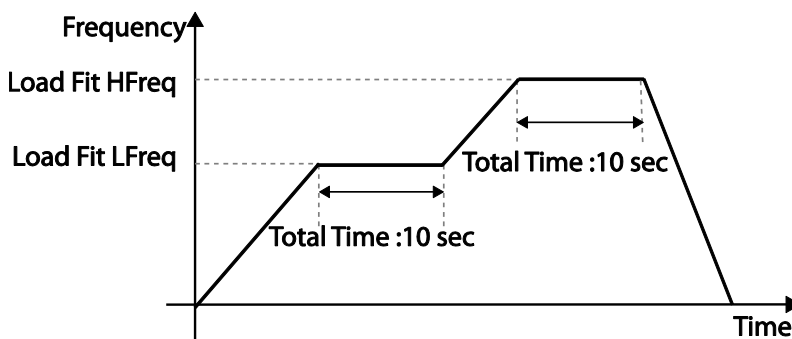 Frequency
Load Fit HFreq
Load Fit LFreq
Total Time :10 sec
Total Time :10 sec
Time